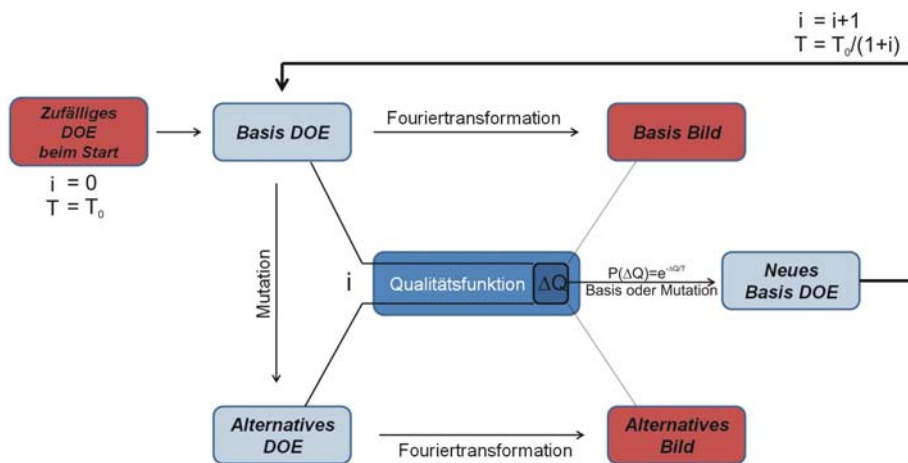 i = i+1
T = T₀/(1+i)
Zufälliges
DOE
beim Start
Basis DOE
Fouriertransformation
Basis Bild
i = 0
T = T₀
Mutation
i
Qualitätsfunktion
ΔQ
P(ΔQ)=e^-ΔQ/T
Basis oder Mutation
Neues
Basis DOE
Alternatives
DOE
Fouriertransformation
Alternatives
Bild